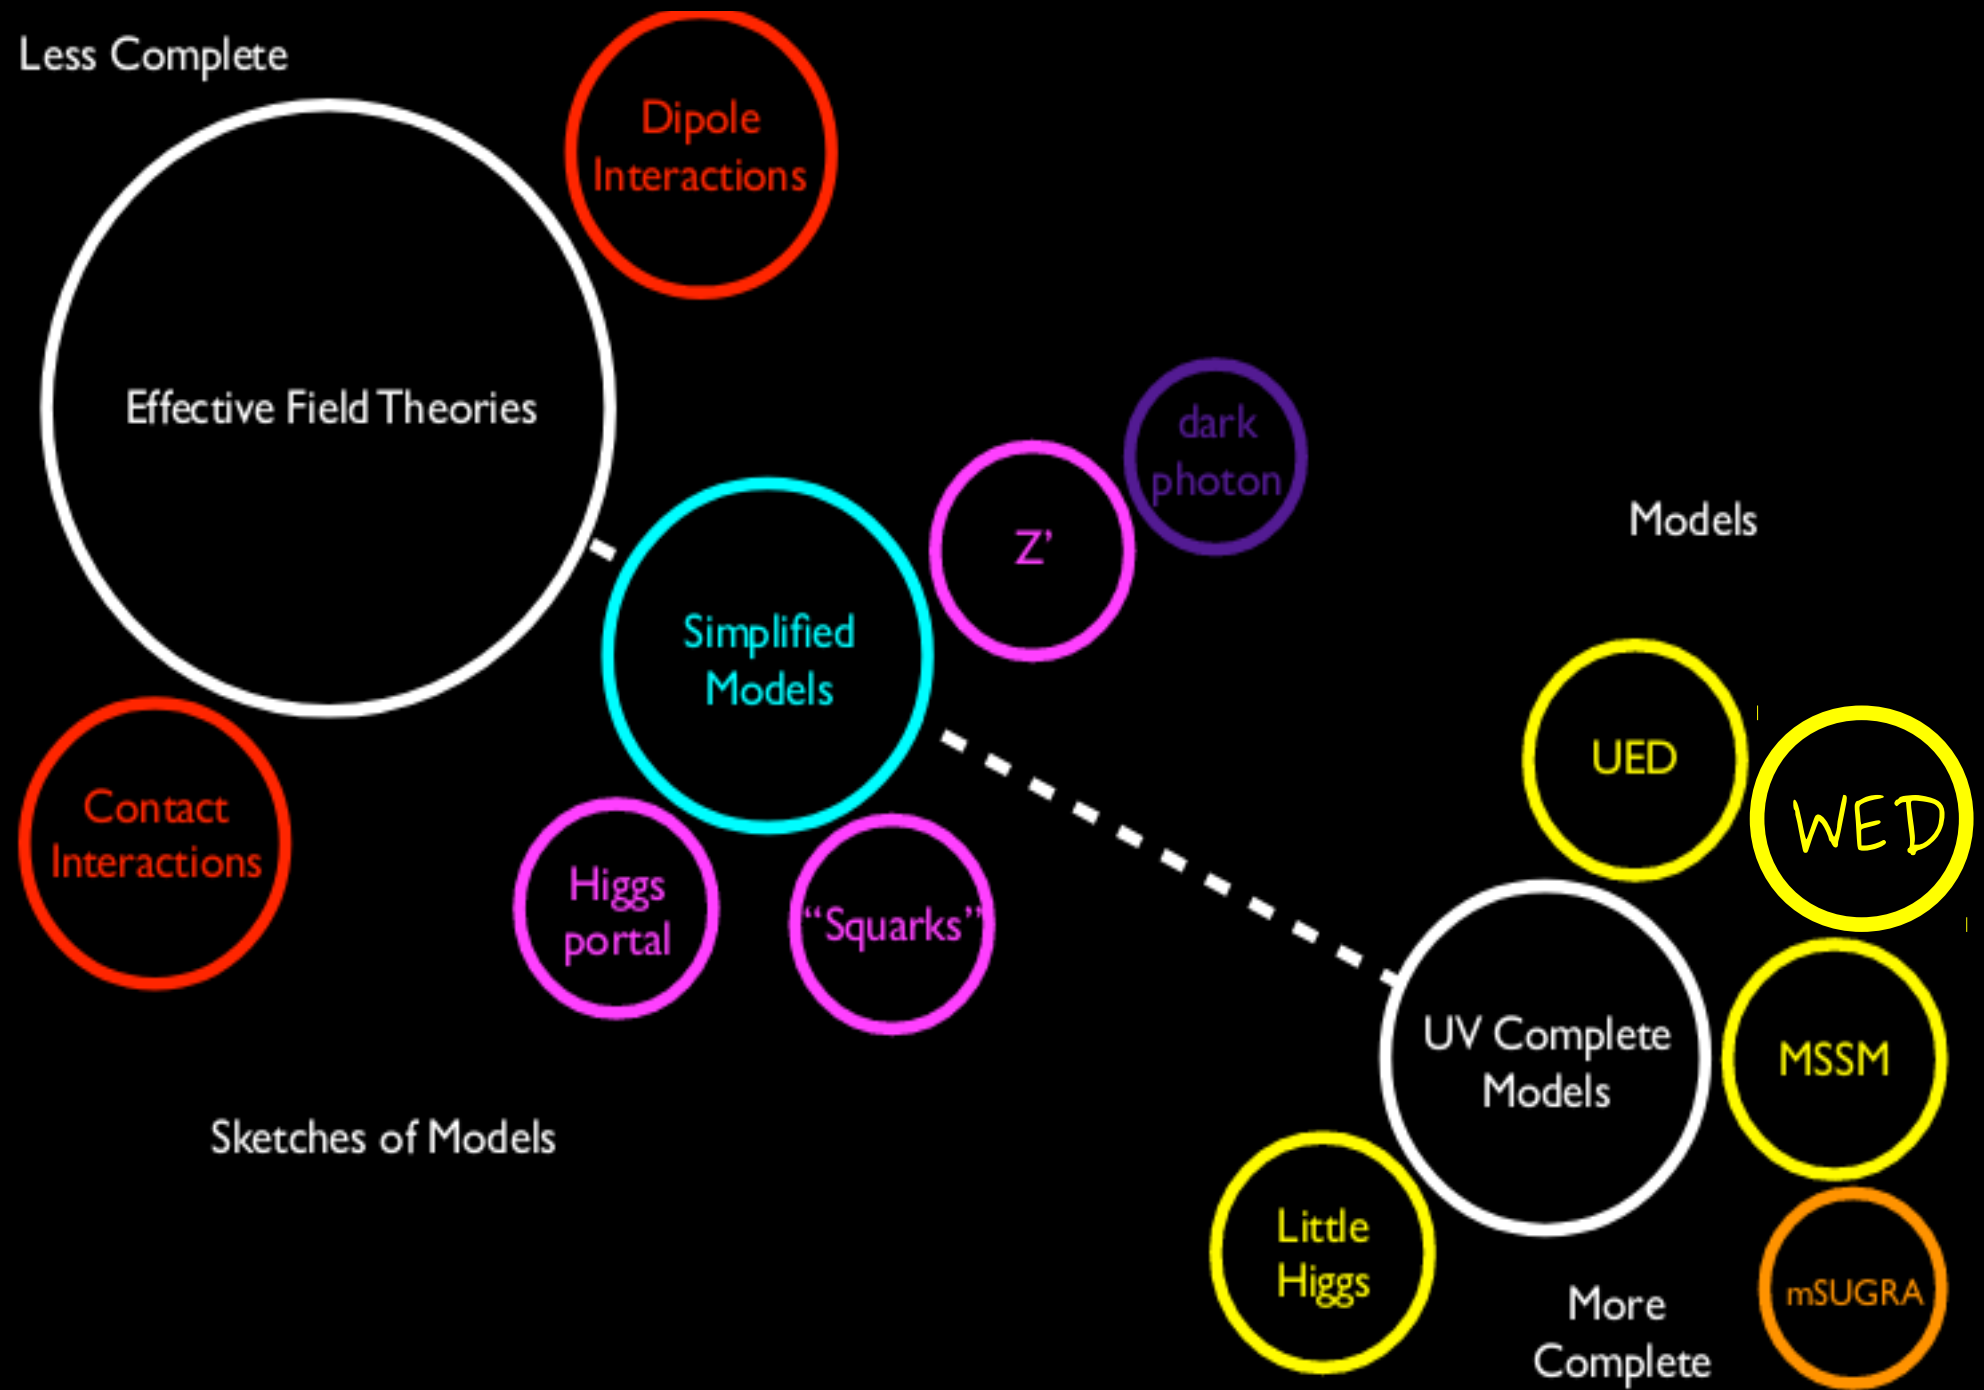 Less Complete
Dipole
Interactions
Effective Field Theories
dark
photon
Z’
Models
Simplified
Models
UED
WED
Contact
Interactions
Higgs
portal
“Squarks”
UV Complete
Models
MSSM
Sketches of Models
Little
Higgs
mSUGRA
More
Complete